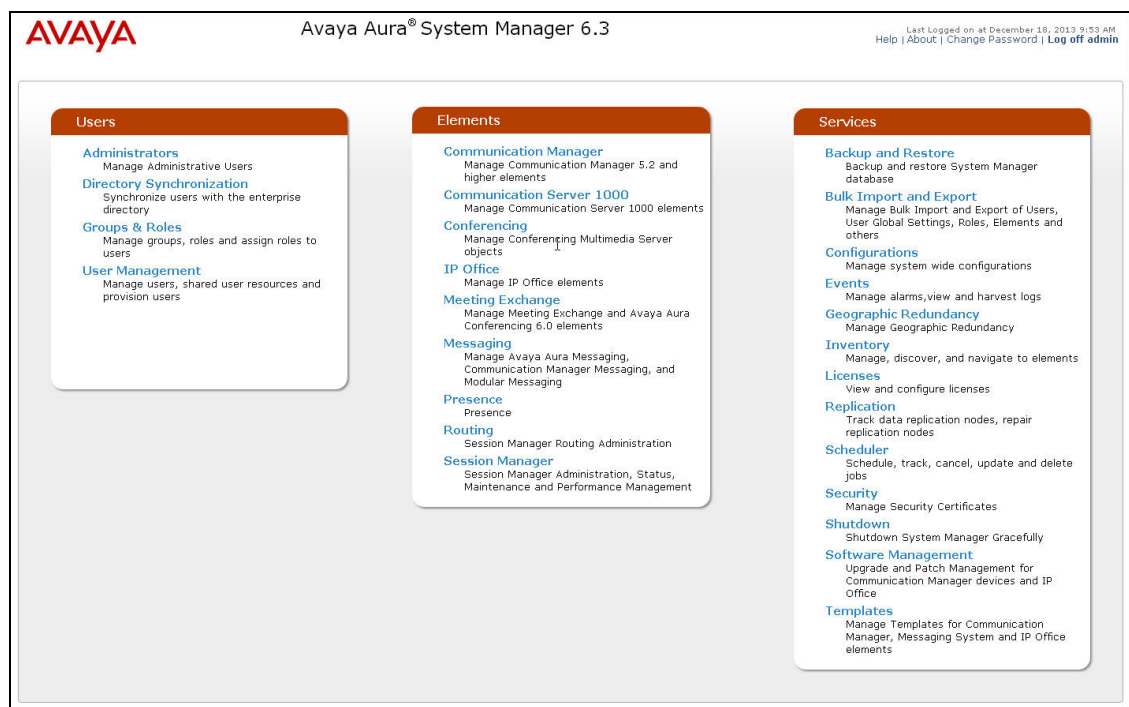 AVAYA
Avaya Aura® System Manager 6.3
Last Logged on at December 18, 2013 9:53 AM
Help | About | Change Password | Log off admin
Users
Administrators
Manage Administrative Users
Directory Synchronization
Synchronize users with the enterprise
directory
Groups & Roles
Manage groups, roles and assign roles to
users
User Management
Manage users, shared user resources and
provision users
Elements
Communication Manager
Manage Communication Manager 5.2 and
higher elements
Communication Server 1000
Manage Communication Server 1000 elements
Conferencing
Manage Conferencing Multimedia Server
objects
IP Office
Manage IP Office elements
Meeting Exchange
Manage Meeting Exchange and Avaya Aura
Conferencing 6.0 elements
Messaging
Manage Avaya Aura Messaging,
Communication Manager Messaging, and
Modular Messaging
Presence
Presence
Routing
Session Manager Routing Administration
Session Manager
Session Manager Administration, Status,
Maintenance and Performance Management
Services
Backup and Restore
Backup and restore System Manager
database
Bulk Import and Export
Manage Bulk Import and Export of Users,
User Global Settings, Roles, Elements and
others
Configurations
Manage system wide configurations
Events
Manage alarms,view and harvest logs
Geographic Redundancy
Manage Geographic Redundancy
Inventory
Manage, discover, and navigate to elements
Licenses
View and configure licenses
Replication
Track data replication nodes, repair
replication nodes
Scheduler
Schedule, track, cancel, update and delete
jobs
Security
Manage Security Certificates
Shutdown
Shutdown System Manager Gracefully
Software Management
Upgrade and Patch Management for
Communication Manager devices and IP
Office
Templates
Manage Templates for Communication
Manager, Messaging System and IP Office
elements